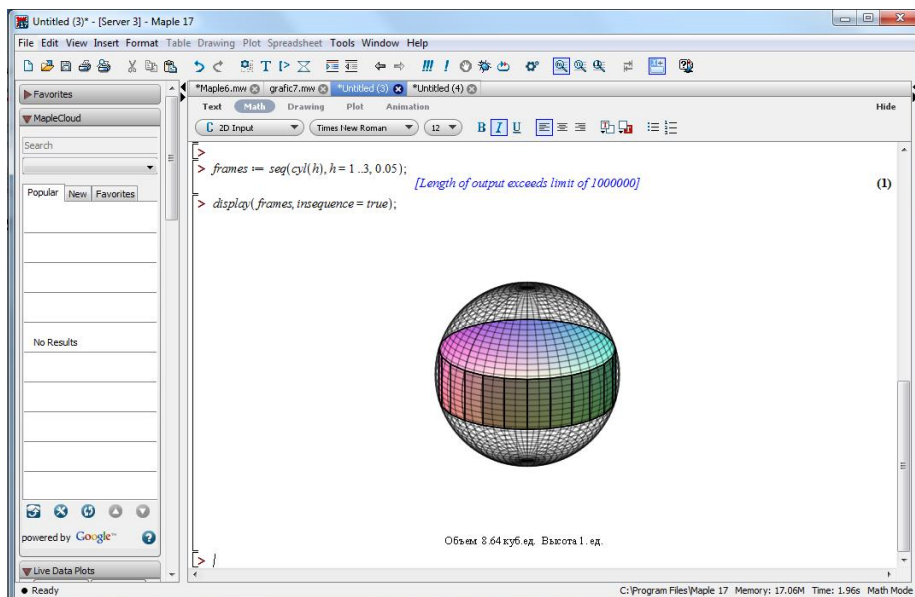 Untitled (3)* - [Server 3] - Maple 17
File Edit View Insert Format Table Drawing Plot Spreadsheet Tools Window Help
*Maple6.mw grafic7.mw *Untitled (3) *Untitled (4)
Text Math Drawing Plot Animation Hide
C 2D Input Times New Roman 12 B I U
Favorites
MapleCloud
Search
Popular New Favorites
No Results
powered by Google™
Live Data Plots
>
> frames := seq(cyl(h), h = 1 ..3, 0.05);
[Length of output exceeds limit of 1000000] (1)
> display(frames, insequence = true);
Объем 8.64 куб.ед. Высота 1. ед.
>
Ready C:\Program Files\Maple 17 Memory: 17.06M Time: 1.96s Math Mode